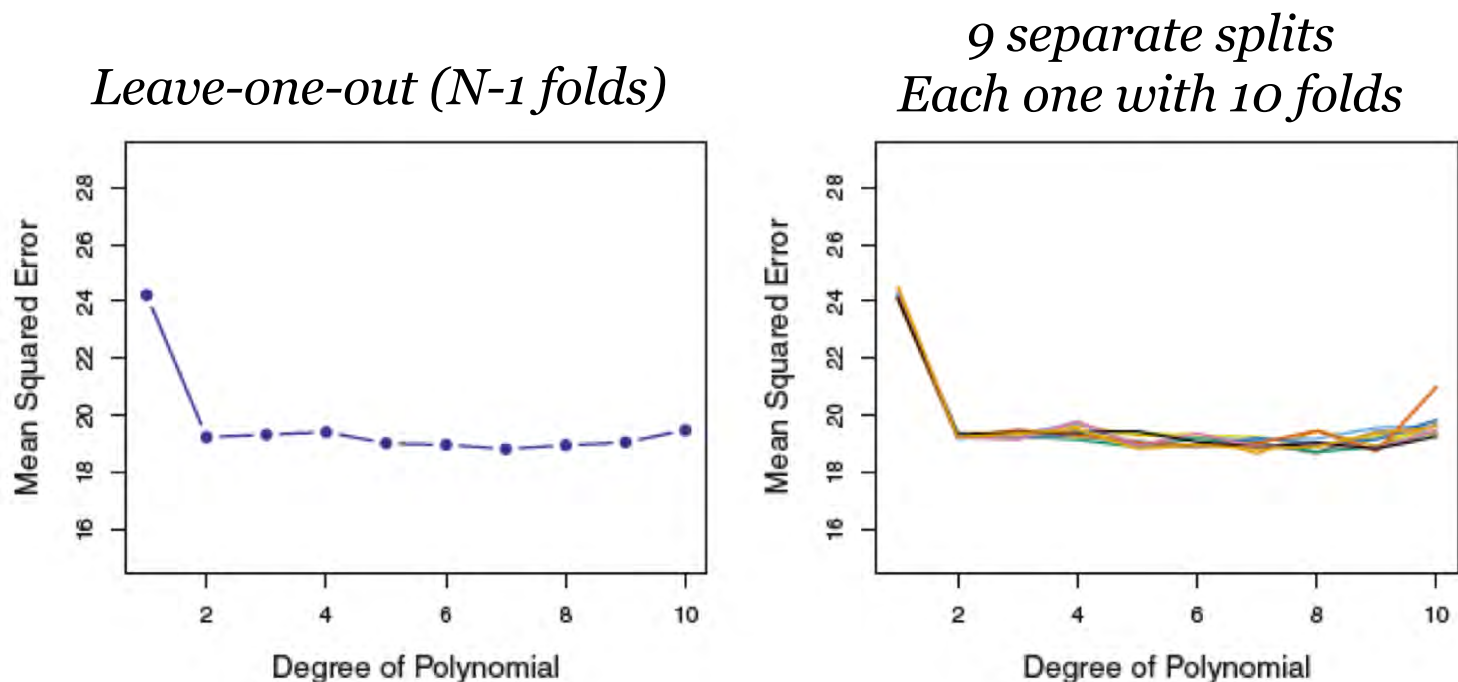 Leave-one-out (N-1 folds)
28
26
24
22
20
18
16
Mean Squared Error
2 4 6 8 10
Degree of Polynomial
9 separate splits
Each one with 10 folds
28
26
24
22
20
18
16
Mean Squared Error
2 4 6 8 10
Degree of Polynomial